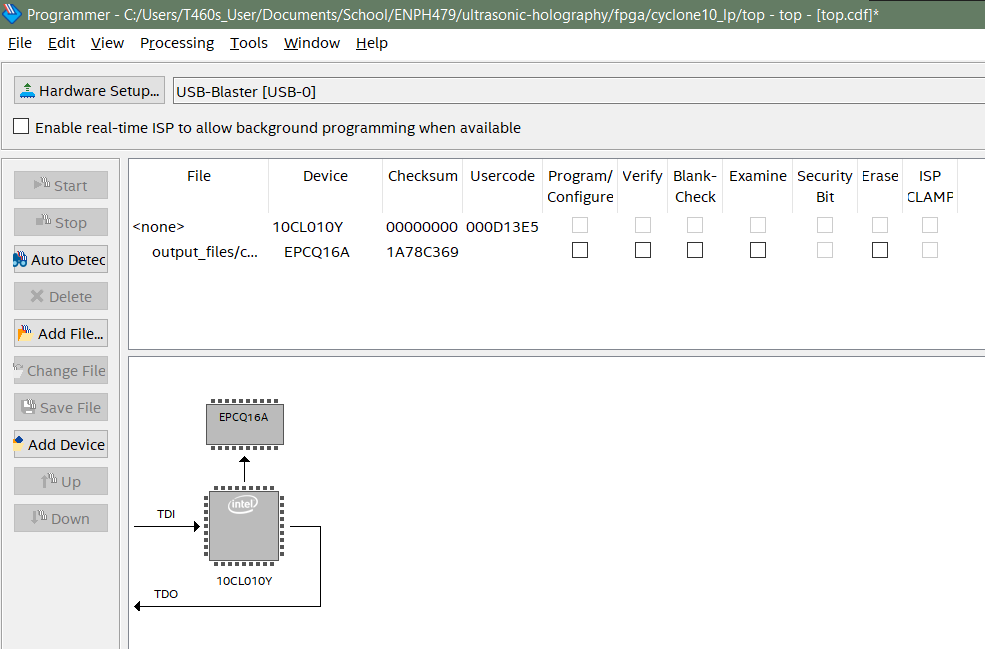 Programmer - C:/Users/T460s_User/Documents/School/ENPH479/ultrasonic-holography/fpga/cyclone10_lp/top - top - [top.cdf]*
File Edit View Processing Tools Window Help
Hardware Setup... USB-Blaster [USB-0]
Enable real-time ISP to allow background programming when available
Start
Stop
Auto Detec
Delete
Add File...
Change File
Save File
Add Device
Up
Down
File Device Checksum Usercode Program/ Verify Blank- Examine Security Erase ISP
Configure Check Bit CLAMP
<none> 10CL010Y 00000000 000D13E5
output_files/c... EPCQ16A 1A78C369
EPCQ16A
intel
TDI
10CL010Y
TDO